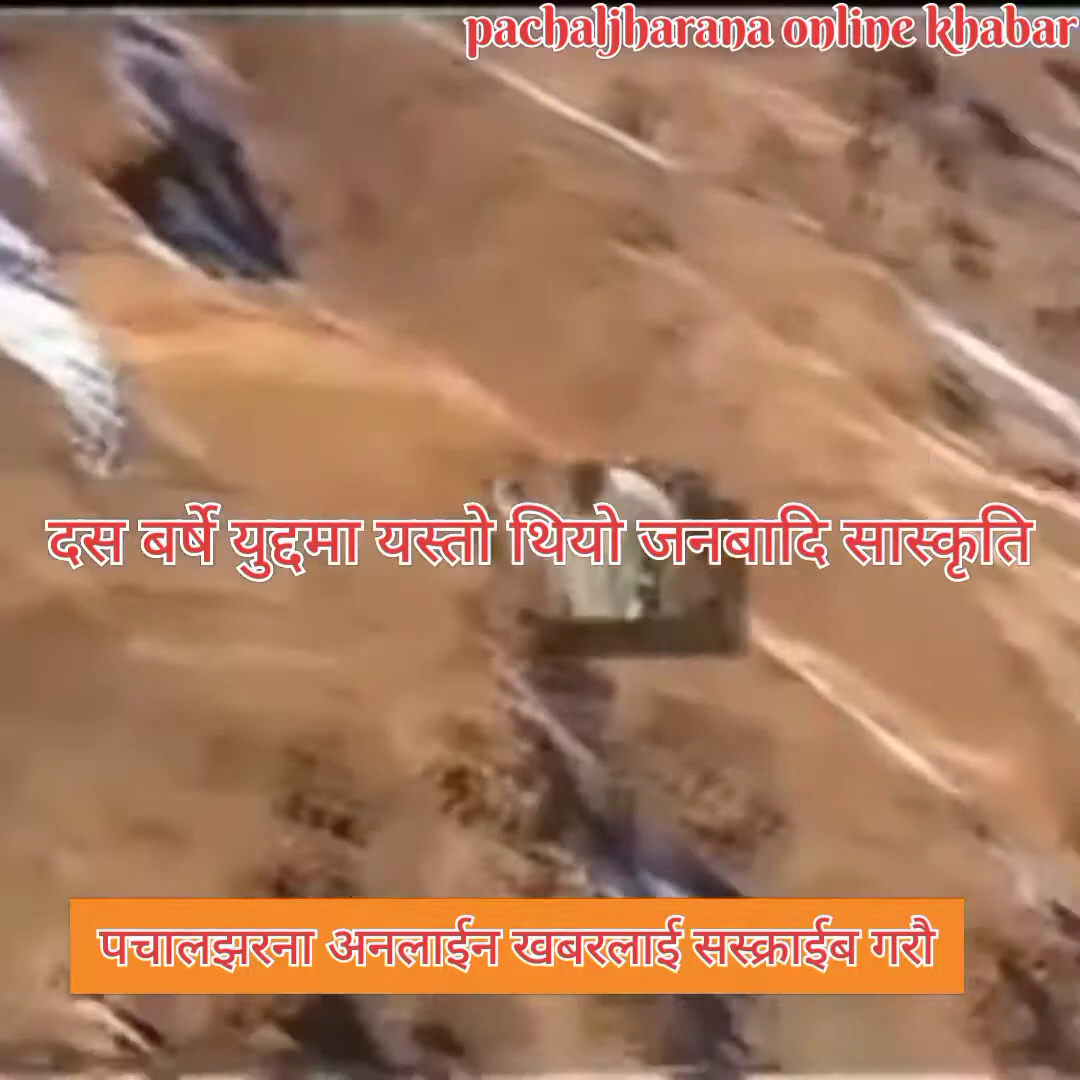 pachaljharana online khabar
दस बर्षे युद्दमा यस्तो थियो जनबादि सास्कृति
पचालझरना अनलाईन खबरलाई सस्क्राईब गरौ